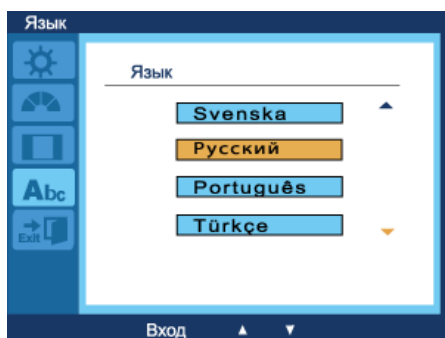 Язык
Язык
Svenska
Русский
Português
Abc
Türkçe
Exit
Вход ▲ ▼